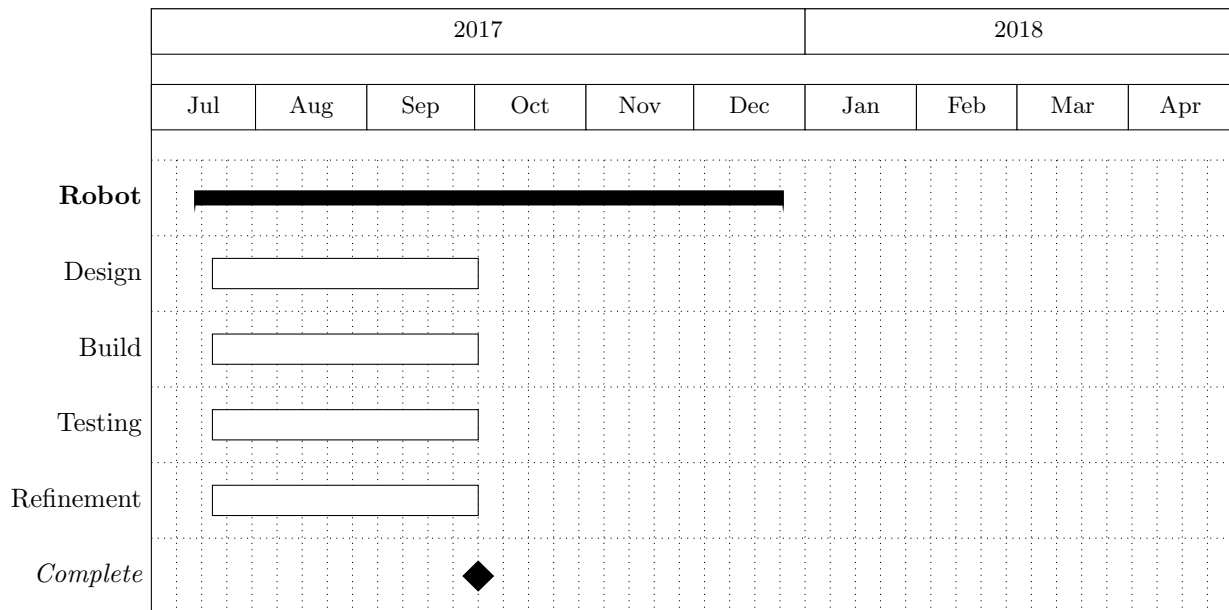 2017 2018
Jul Aug Sep Oct Nov Dec Jan Feb Mar Apr
Robot
Design
Build
Testing
Refinement
Complete